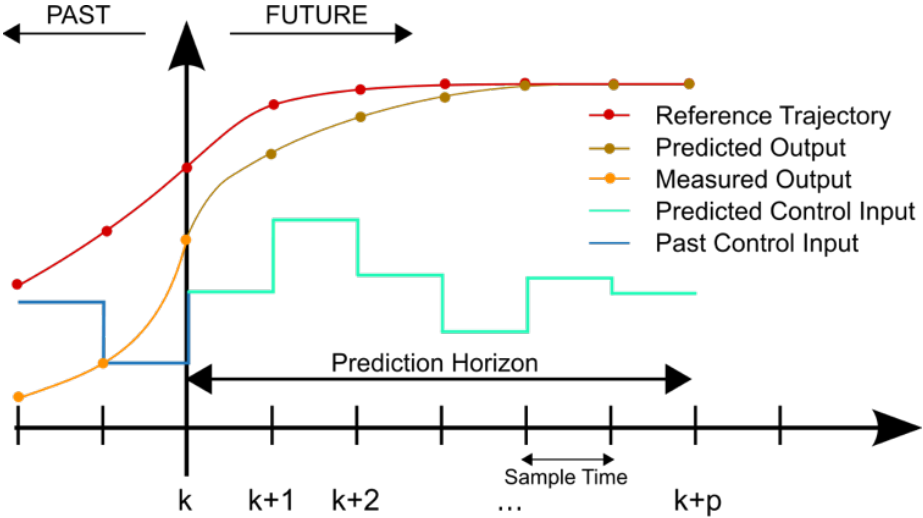 PAST
FUTURE
Reference Trajectory
Predicted Output
Measured Output
Predicted Control Input
Past Control Input
Prediction Horizon
Sample Time
k
k+1
k+2
...
k+p